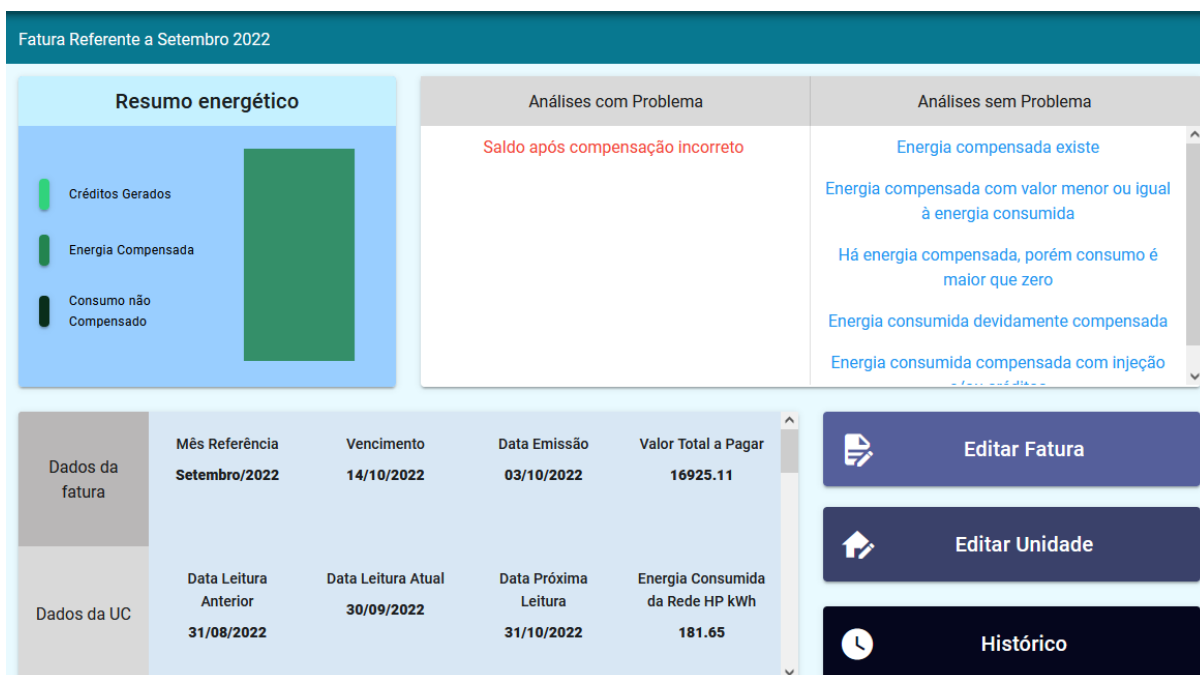 Fatura Referente a Setembro 2022
Resumo energético
Créditos Gerados
Energia Compensada
Consumo não
Compensado
Análises com Problema
Saldo após compensação incorreto
Análises sem Problema
Energia compensada existe
Energia compensada com valor menor ou igual
à energia consumida
Há energia compensada, porém consumo é
maior que zero
Energia consumida devidamente compensada
Energia consumida compensada com injeção
e/ou créditos
Dados da
fatura
Mês Referência
Setembro/2022
Vencimento
14/10/2022
Data Emissão
03/10/2022
Valor Total a Pagar
16925.11
Dados da UC
Data Leitura
Anterior
31/08/2022
Data Leitura Atual
30/09/2022
Data Próxima
Leitura
31/10/2022
Energia Consumida
da Rede HP kWh
181.65
Editar Fatura
Editar Unidade
Histórico